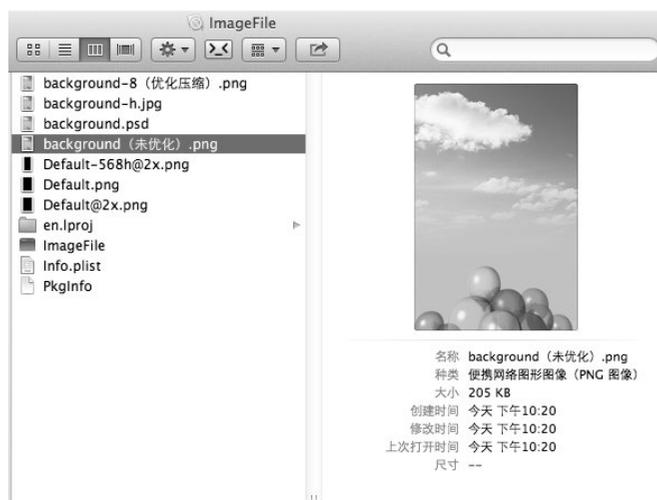 ImageFile
background-8（优化压缩）.png
background-h.jpg
background.psd
background（未优化）.png
Default-568h@2x.png
Default.png
Default@2x.png
en.lproj
ImageFile
Info.plist
PkgInfo
名称 background（未优化）.png
种类 便携网络图形图像（PNG 图像）
大小 205 KB
创建时间 今天 下午10:20
修改时间 今天 下午10:20
上次打开时间 今天 下午10:20
尺寸 --